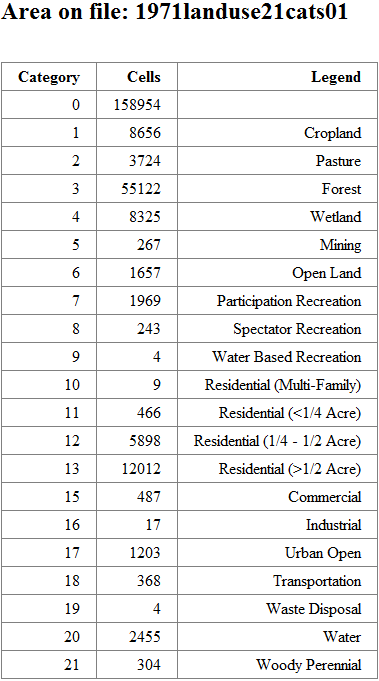 Area on file: 1971landuse21cats01
Category Cells Legend
0 158954
1 8656 Cropland
2 3724 Pasture
3 55122 Forest
4 8325 Wetland
5 267 Mining
6 1657 Open Land
7 1969 Participation Recreation
8 243 Spectator Recreation
9 4 Water Based Recreation
10 9 Residential (Multi-Family)
11 466 Residential (<1/4 Acre)
12 5898 Residential (1/4 - 1/2 Acre)
13 12012 Residential (>1/2 Acre)
15 487 Commercial
16 17 Industrial
17 1203 Urban Open
18 368 Transportation
19 4 Waste Disposal
20 2455 Water
21 304 Woody Perennial